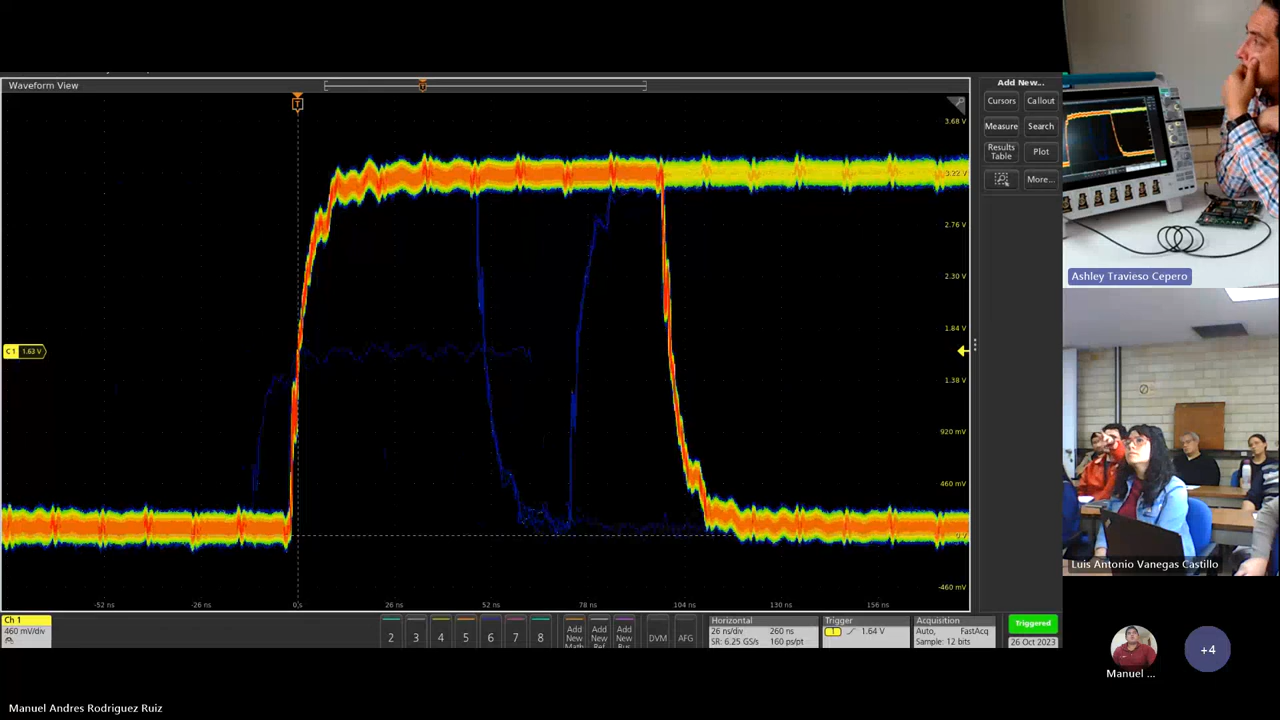 Waveform View
Add New...
T
T
3.68 V
Cursors
Callout
Measure
Search
3.22 V
Results
Table
Plot
More...
2.76 V
2.30 V
1.84 V
C 1 1.63 V
1.38 V
920 mV
460 mV
0 V
-460 mV
-52 ns
-26 ns
0 s
26 ns
52 ns
78 ns
104 ns
130 ns
156 ns
Ashley Travieso Cepero
Luis Antonio Vanegas Castillo
Ch 1
460 mV/div
2
3
4
5
6
7
8
Add
New
Math
Add
New
Ref
Add
New
Bus
DVM
AFG
Horizontal
26 ns/div 260 ns
SR: 6.25 GS/s 160 ps/pt
Trigger
1 1.64 V
Acquisition
Auto, FastAcq
Sample: 12 bits
Triggered
26 Oct 2023
Manuel ...
+4
Manuel Andres Rodriguez Ruiz